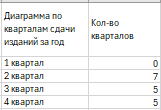 Диаграмма по
кварталам сдачи
изданий за год
Кол-во
кварталов
1 квартал 0
2 квартал 7
3 квартал 5
4 квартал 5